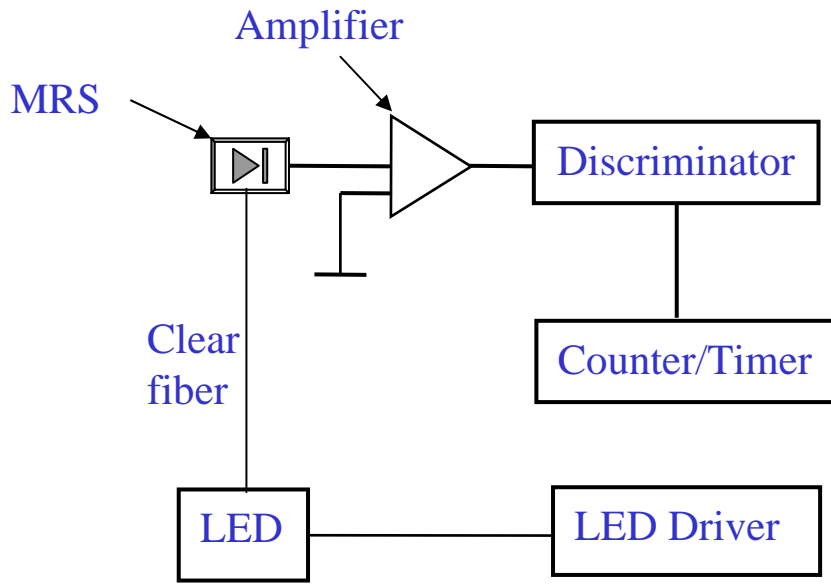 Amplifier
MRS
Discriminator
Clear
fiber
Counter/Timer
LED
LED Driver